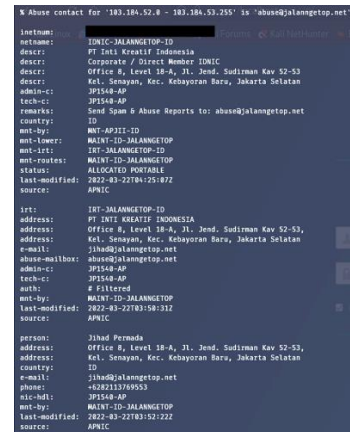 % Abuse contact for '103.184.52.0 - 103.184.53.255' is 'abuse@jalanngetop.net'
inetnum:
netname: IDNIC-JALANNGETOP-ID
descr: PT Inti Kreatif Indonesia
descr: Corporate / Direct Member IDNIC
descr: Office 8, Level 18-A, Jl. Jend. Sudirman Kav 52-53
descr: Kel. Senayan, Kec. Kebayoran Baru, Jakarta Selatan
admin-c: JP1540-AP
tech-c: JP1540-AP
remarks: Send Spam & Abuse Reports to: abuse@jalanngetop.net
country: ID
mnt-by: MNT-APJII-ID
mnt-lower: MAINT-ID-JALANNGETOP
mnt-irt: IRT-JALANNGETOP-ID
mnt-routes: MAINT-ID-JALANNGETOP
status: ALLOCATED PORTABLE
last-modified: 2022-03-22T04:25:07Z
source: APNIC
irt: IRT-JALANNGETOP-ID
address: PT INTI KREATIF INDONESIA
address: Office 8, Level 18-A, Jl. Jend. Sudirman Kav 52-53,
address: Kel. Senayan, Kec. Kebayoran Baru, Jakarta Selatan
e-mail: jihad@jalanngetop.net
abuse-mailbox: abuse@jalanngetop.net
admin-c: JP1540-AP
tech-c: JP1540-AP
auth: # Filtered
mnt-by: MAINT-ID-JALANNGETOP
last-modified: 2022-03-22T03:50:31Z
source: APNIC
person: Jihad Permada
address: Office 8, Level 18-A, Jl. Jend. Sudirman Kav 52-53,
address: Kel. Senayan, Kec. Kebayoran Baru, Jakarta Selatan
country: ID
e-mail: jihad@jalanngetop.net
phone: +6282113769553
nic-hdl: JP1540-AP
mnt-by: MAINT-ID-JALANNGETOP
last-modified: 2022-03-22T03:52:22Z
source: APNIC